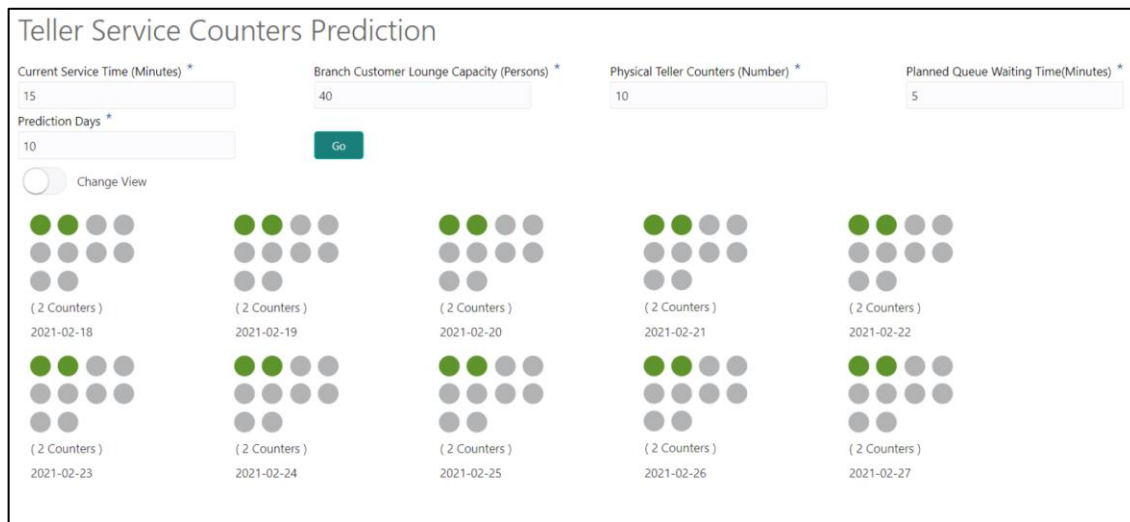 Teller Service Counters Prediction
Current Service Time (Minutes) * Branch Customer Lounge Capacity (Persons) * Physical Teller Counters (Number) * Planned Queue Waiting Time(Minutes) *
15 40 10 5
Prediction Days *
10 Go
Change View
( 2 Counters ) ( 2 Counters ) ( 2 Counters ) ( 2 Counters ) ( 2 Counters )
2021-02-18 2021-02-19 2021-02-20 2021-02-21 2021-02-22
( 2 Counters ) ( 2 Counters ) ( 2 Counters ) ( 2 Counters ) ( 2 Counters )
2021-02-23 2021-02-24 2021-02-25 2021-02-26 2021-02-27